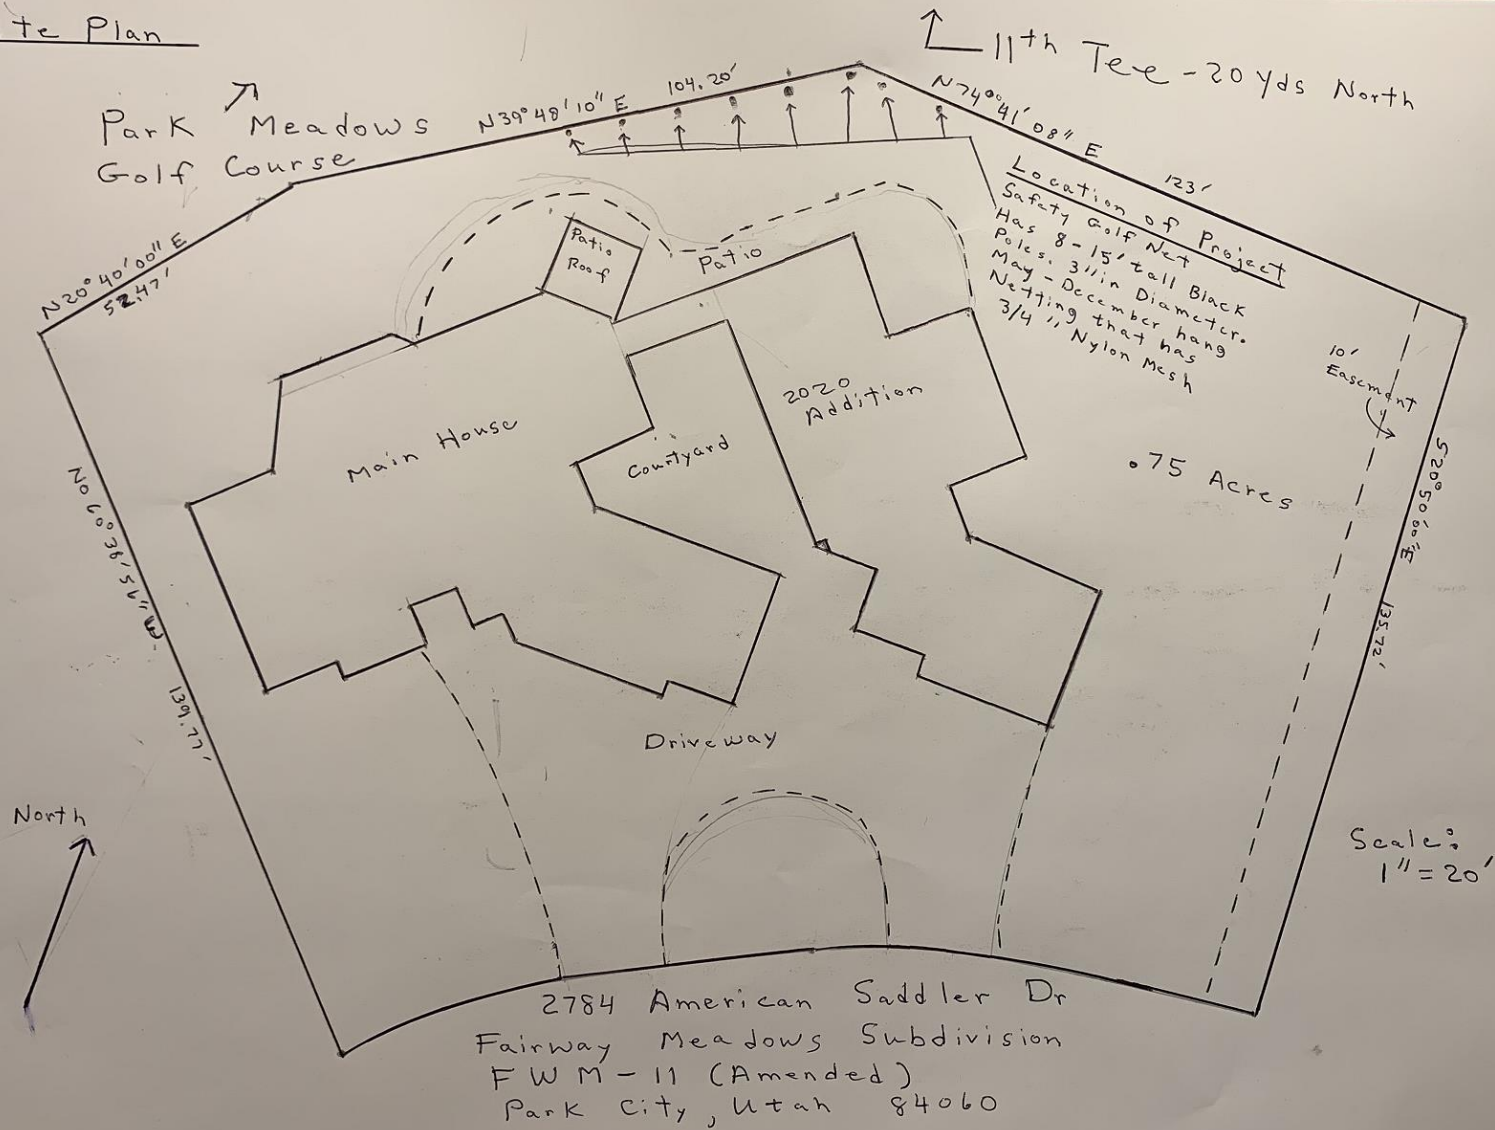 te Plan
11th Tee - 20 Yds North
Park Meadows
Golf Course
N39°48'10" E
104.20'
N74°41'08" E
123'
N20°40'00" E
52.47'
Location of Project
Safety Golf Net
Has 8-15' tall Black
Poles. 3" in Diameter.
May - December hang
Netting that has
3/4" Nylon Mesh
Patio
Roof
Patio
10'
Easement
2020
Addition
Main House
Courtyard
.75 Acres
S20°50'00" E
135.72'
139.77'
Driveway
North
Scale:
1" = 20'
2784 American Saddler Dr
Fairway Meadows Subdivision
FWM-11 (Amended)
Park City, Utah 84060